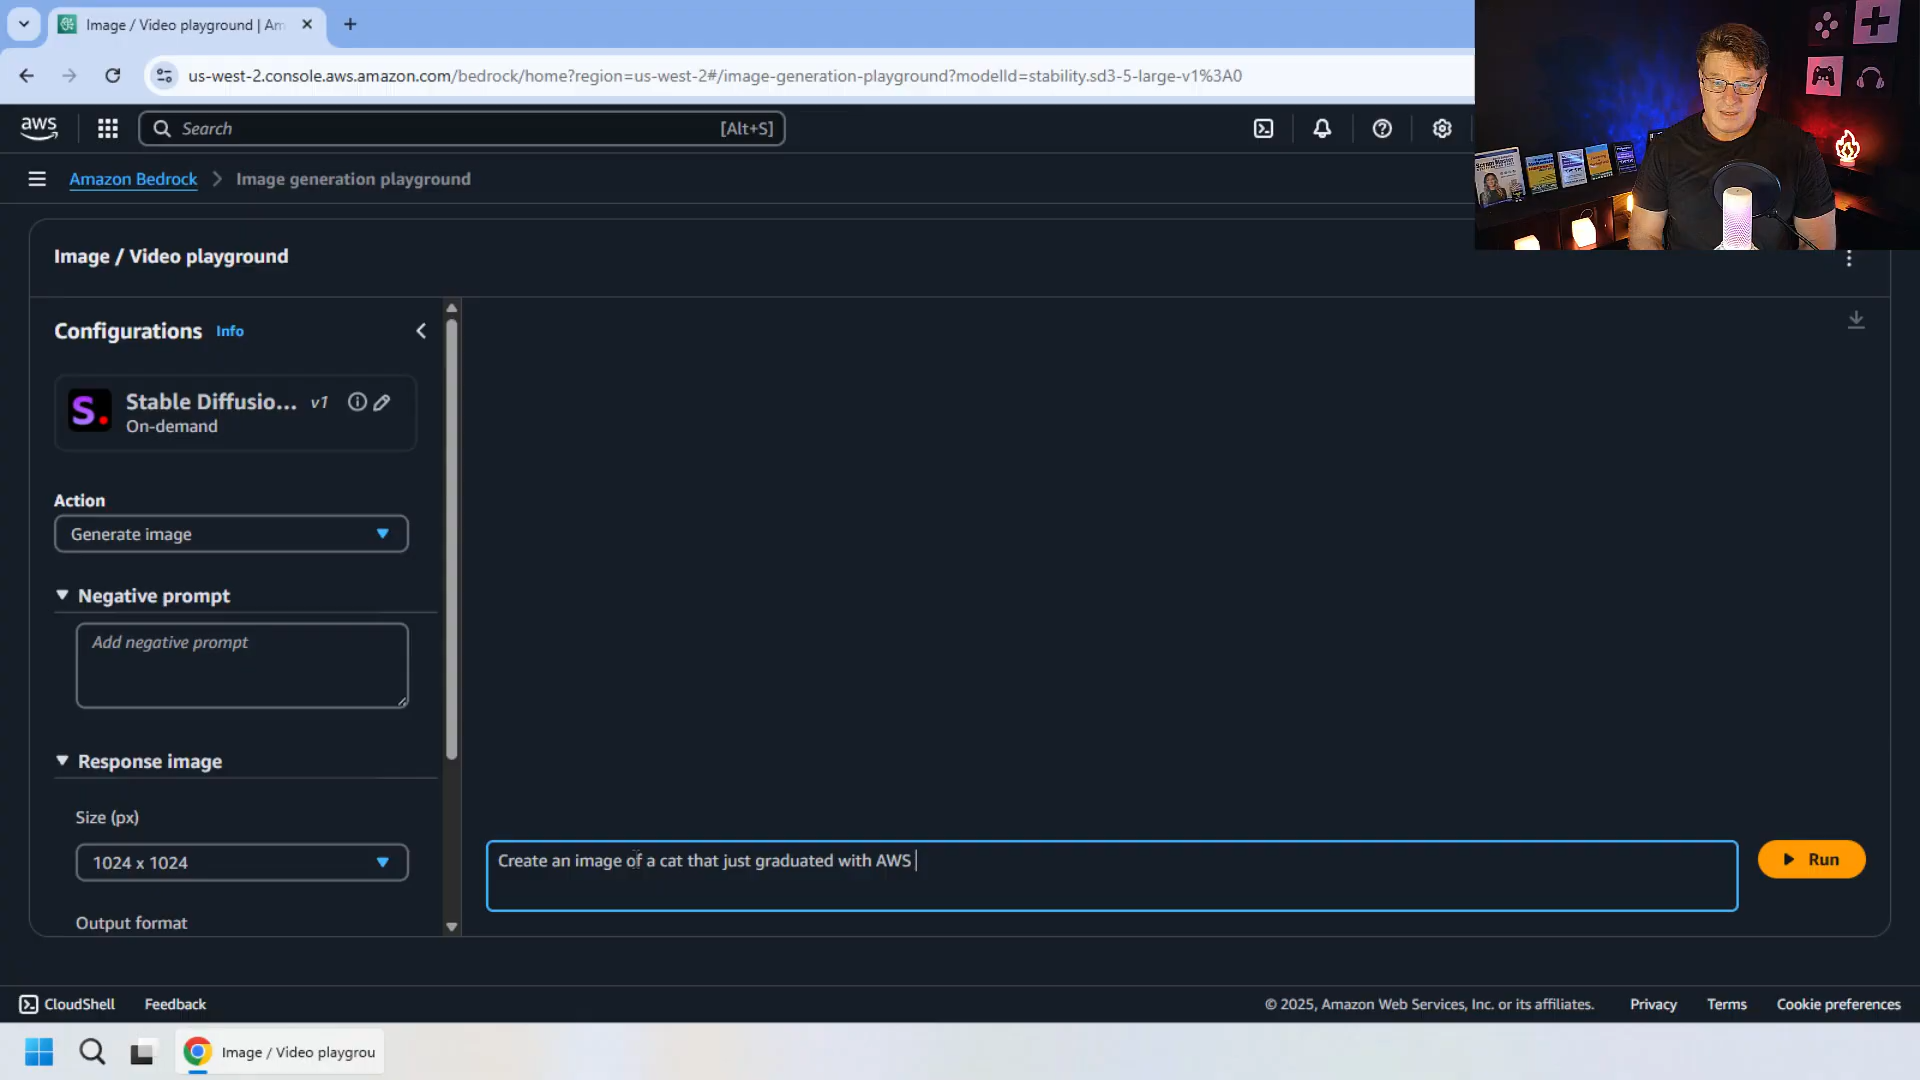 Image / Video playground | Am
us-west-2.console.aws.amazon.com/bedrock/home?region=us-west-2#/image-generation-playground?modelId=stability.sd3-5-large-v1%3A0
aws
Search
[Alt+S]
Amazon Bedrock
Image generation playground
Image / Video playground
Configurations
Info
S.
Stable Diffusio... v1
On-demand
Action
Generate image
Negative prompt
Add negative prompt
Response image
Size (px)
1024 x 1024
Output format
Create an image of a cat that just graduated with AWS
Run
CloudShell
Feedback
© 2025, Amazon Web Services, Inc. or its affiliates.
Privacy
Terms
Cookie preferences
Image / Video playgrou